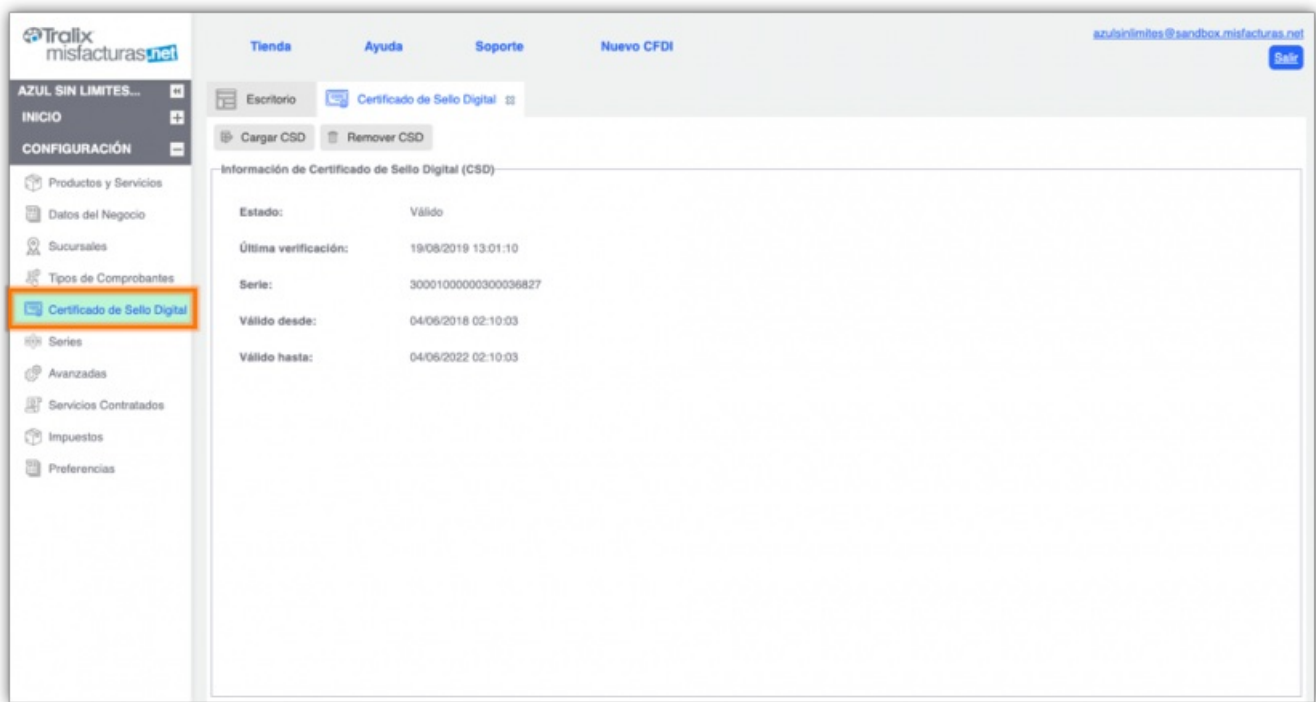 Tralix
misfacturas.net
Tienda Ayuda Soporte Nuevo CFDI
azulsinlimites@sandbox.misfacturas.net
Salir
AZUL SIN LIMITES...
INICIO
CONFIGURACIÓN
Productos y Servicios
Datos del Negocio
Sucursales
Tipos de Comprobantes
Certificado de Sello Digital
Series
Avanzadas
Servicios Contratados
Impuestos
Preferencias
Escritorio Certificado de Sello Digital
Cargar CSD Remover CSD
Información de Certificado de Sello Digital (CSD)
Estado: Válido
Última verificación: 19/08/2019 13:01:10
Serie: 30001000000300036827
Válido desde: 04/06/2018 02:10:03
Válido hasta: 04/06/2022 02:10:03